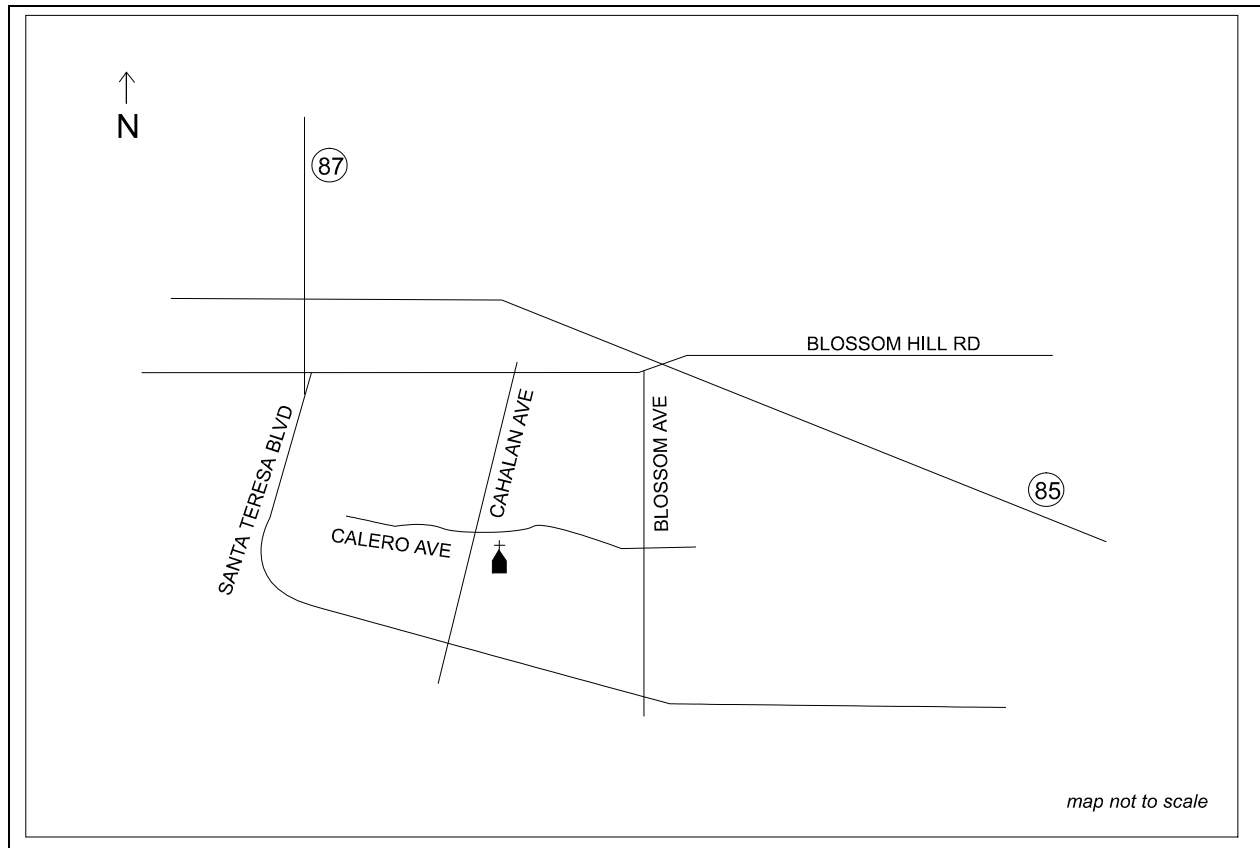 N
87
BLOSSOM HILL RD
SANTA TERESA BLVD
CAHALAN AVE
BLOSSOM AVE
85
CALERO AVE
map not to scale